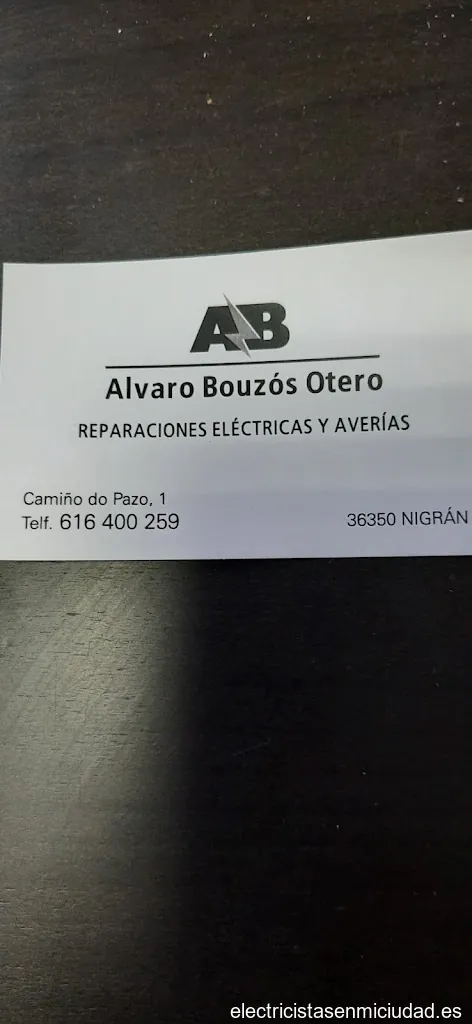 AB
Alvaro Bouzós Otero
REPARACIONES ELÉCTRICAS Y AVERÍAS
Camiño do Pazo, 1
Telf. 616 400 259
36350 NIGRÁN
electricistasenmiciudad.es